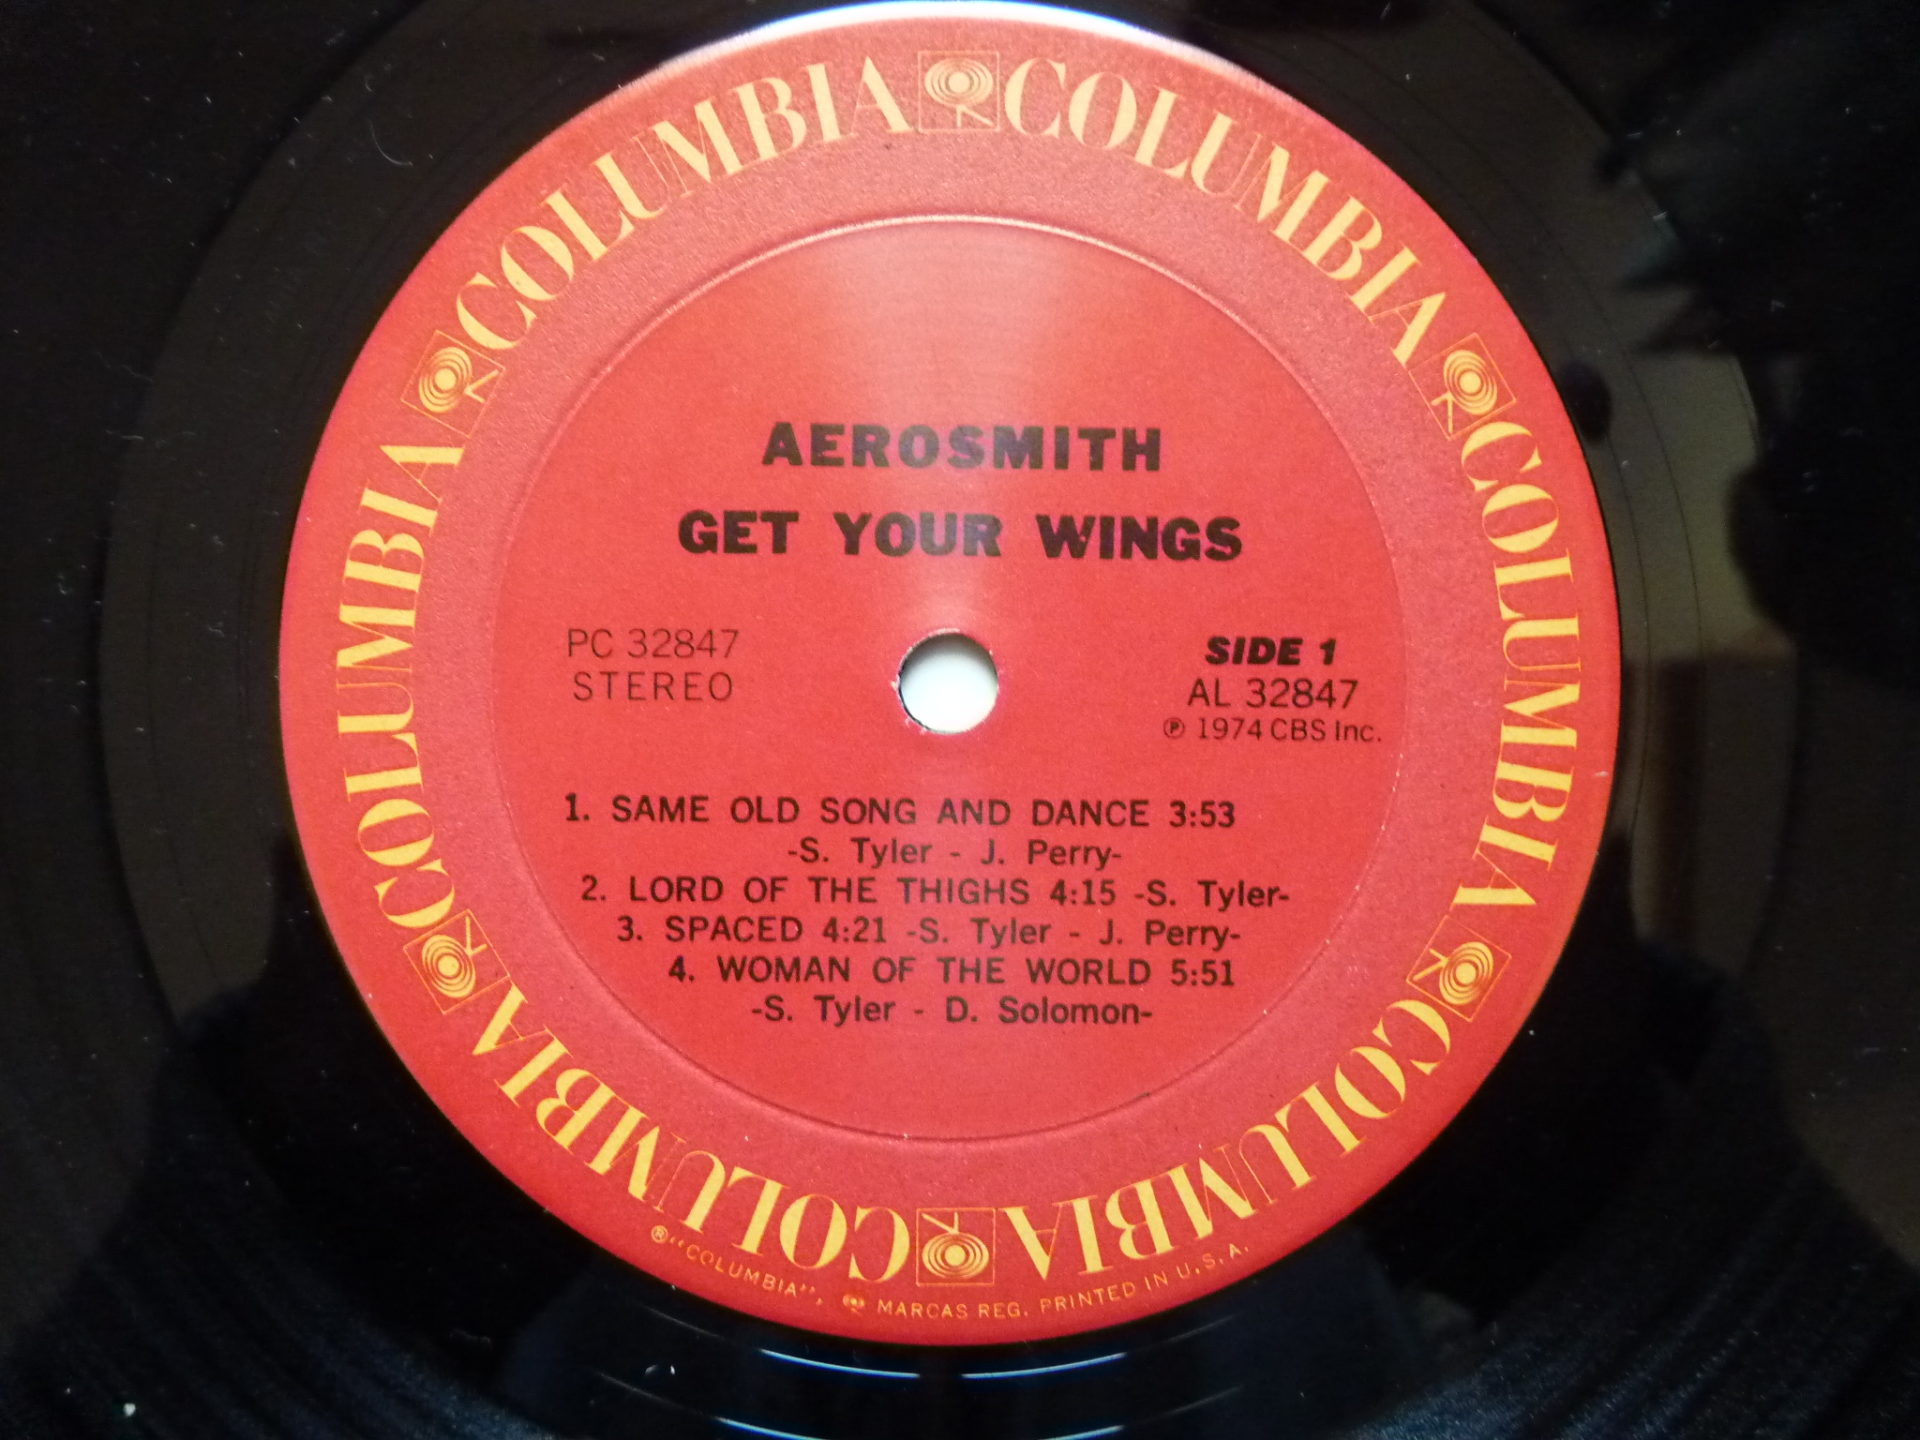 COLUMBIA COLUMBIA COLUMBIA COLUMBIA COLUMBIA COLUMBIA
AEROSMITH
GET YOUR WINGS
PC 32847
STEREO
SIDE 1
AL 32847
℗ 1974 CBS Inc.
1. SAME OLD SONG AND DANCE 3:53
-S. Tyler - J. Perry-
2. LORD OF THE THIGHS 4:15 -S. Tyler-
3. SPACED 4:21 -S. Tyler - J. Perry-
4. WOMAN OF THE WORLD 5:51
-S. Tyler - D. Solomon-
®"COLUMBIA", MARCAS REG. PRINTED IN U.S.A.